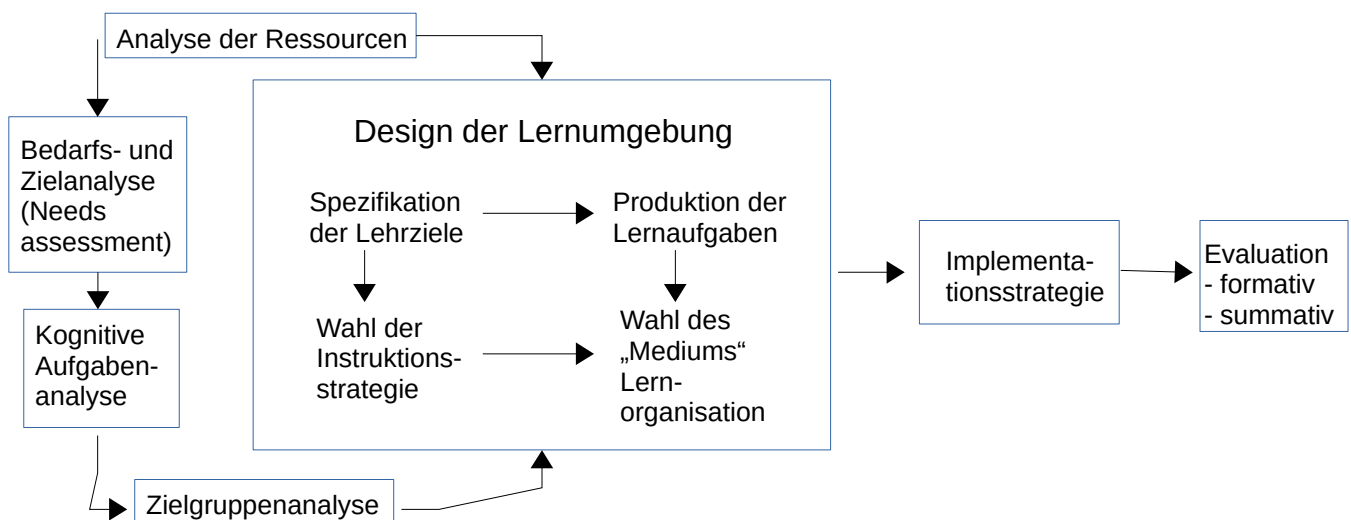 Analyse der Ressourcen
Bedarfs- und
Zielanalyse
(Needs
assessment)
Kognitive
Aufgaben-
analyse
Zielgruppenanalyse
Design der Lernumgebung
Spezifikation
der Lehrziele
Produktion der
Lernaufgaben
Wahl der
Instruktions-
strategie
Wahl des
„Mediums“
Lern-
organisation
Implementa-
tionsstrategie
Evaluation
- formativ
- summativ